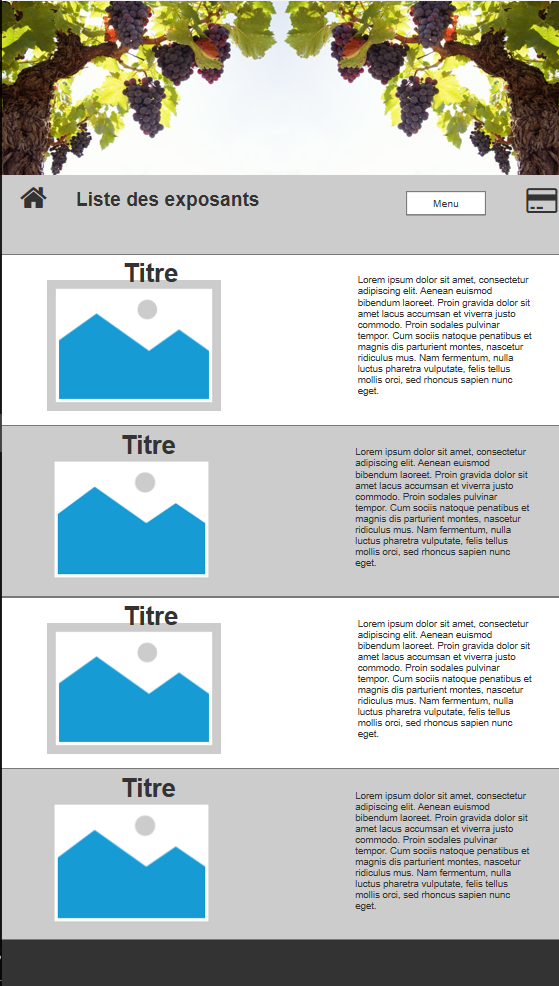 Liste des exposants
Menu
Titre
Lorem ipsum dolor sit amet, consectetur
adipiscing elit. Aenean euismod
bibendum laoreet. Proin gravida dolor sit
amet lacus accumsan et viverra justo
commodo. Proin sodales pulvinar
tempor. Cum sociis natoque penatibus et
magnis dis parturient montes, nascetur
ridiculus mus. Nam fermentum, nulla
luctus pharetra vulputate, felis tellus
mollis orci, sed rhoncus sapien nunc
eget.
Titre
Lorem ipsum dolor sit amet, consectetur
adipiscing elit. Aenean euismod
bibendum laoreet. Proin gravida dolor sit
amet lacus accumsan et viverra justo
commodo. Proin sodales pulvinar
tempor. Cum sociis natoque penatibus et
magnis dis parturient montes, nascetur
ridiculus mus. Nam fermentum, nulla
luctus pharetra vulputate, felis tellus
mollis orci, sed rhoncus sapien nunc
eget.
Titre
Lorem ipsum dolor sit amet, consectetur
adipiscing elit. Aenean euismod
bibendum laoreet. Proin gravida dolor sit
amet lacus accumsan et viverra justo
commodo. Proin sodales pulvinar
tempor. Cum sociis natoque penatibus et
magnis dis parturient montes, nascetur
ridiculus mus. Nam fermentum, nulla
luctus pharetra vulputate, felis tellus
mollis orci, sed rhoncus sapien nunc
eget.
Titre
Lorem ipsum dolor sit amet, consectetur
adipiscing elit. Aenean euismod
bibendum laoreet. Proin gravida dolor sit
amet lacus accumsan et viverra justo
commodo. Proin sodales pulvinar
tempor. Cum sociis natoque penatibus et
magnis dis parturient montes, nascetur
ridiculus mus. Nam fermentum, nulla
luctus pharetra vulputate, felis tellus
mollis orci, sed rhoncus sapien nunc
eget.